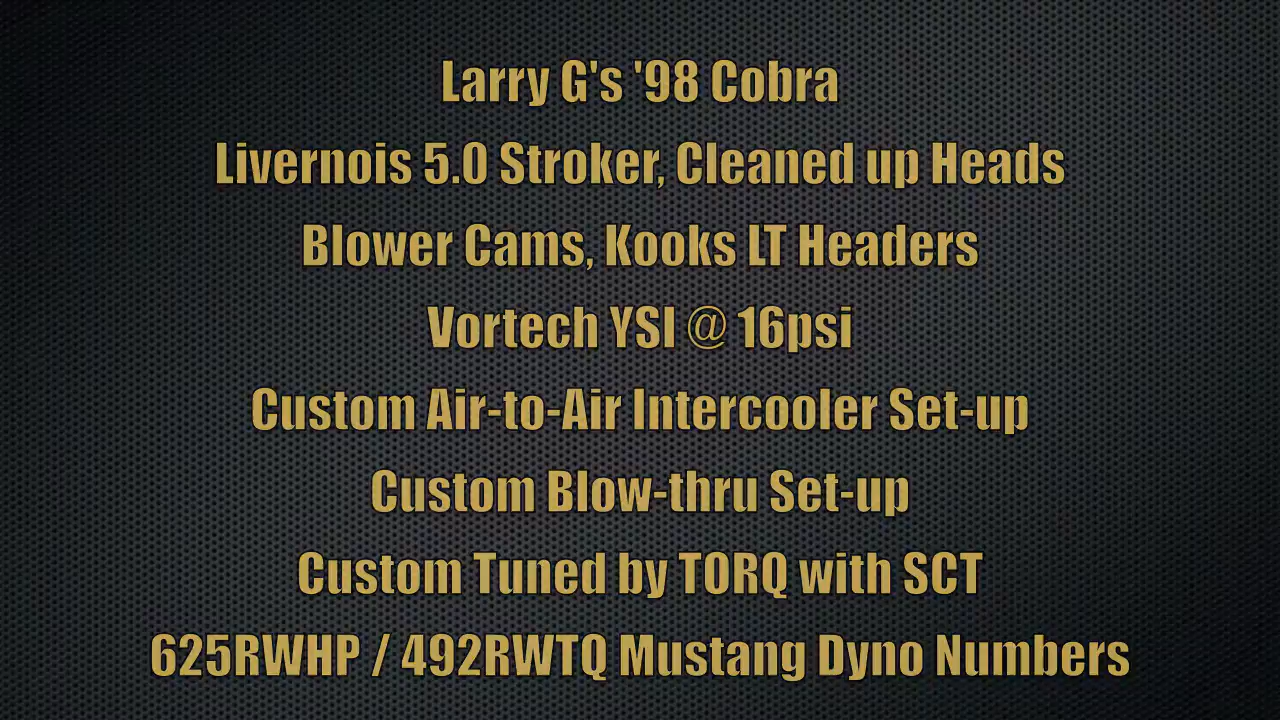 Larry G's '98 Cobra
Livernois 5.0 Stroker, Cleaned up Heads
Blower Cams, Kooks LT Headers
Vortech YSI @ 16psi
Custom Air-to-Air Intercooler Set-up
Custom Blow-thru Set-up
Custom Tuned by TORQ with SCT
625RWHP / 492RWTQ Mustang Dyno Numbers